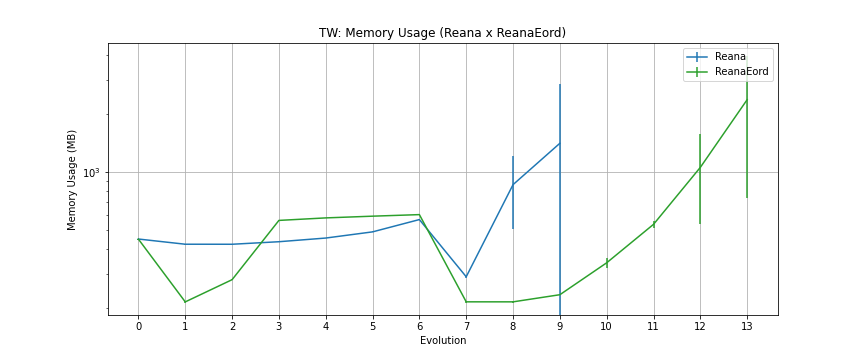 TW: Memory Usage (Reana x ReanaEord)
Reana
ReanaEord
Memory Usage (MB)
10³
0 1 2 3 4 5 6 7 8 9 10 11 12 13
Evolution